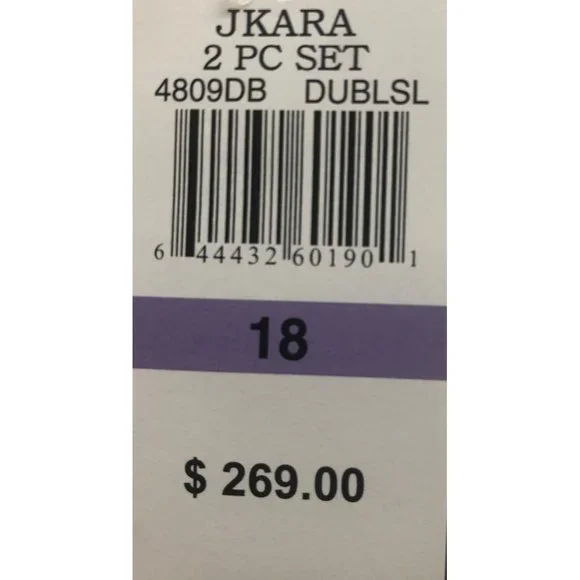 JKARA
2 PC SET
4809DB DUBLSL
6 44432 60190 1
18
$ 269.00